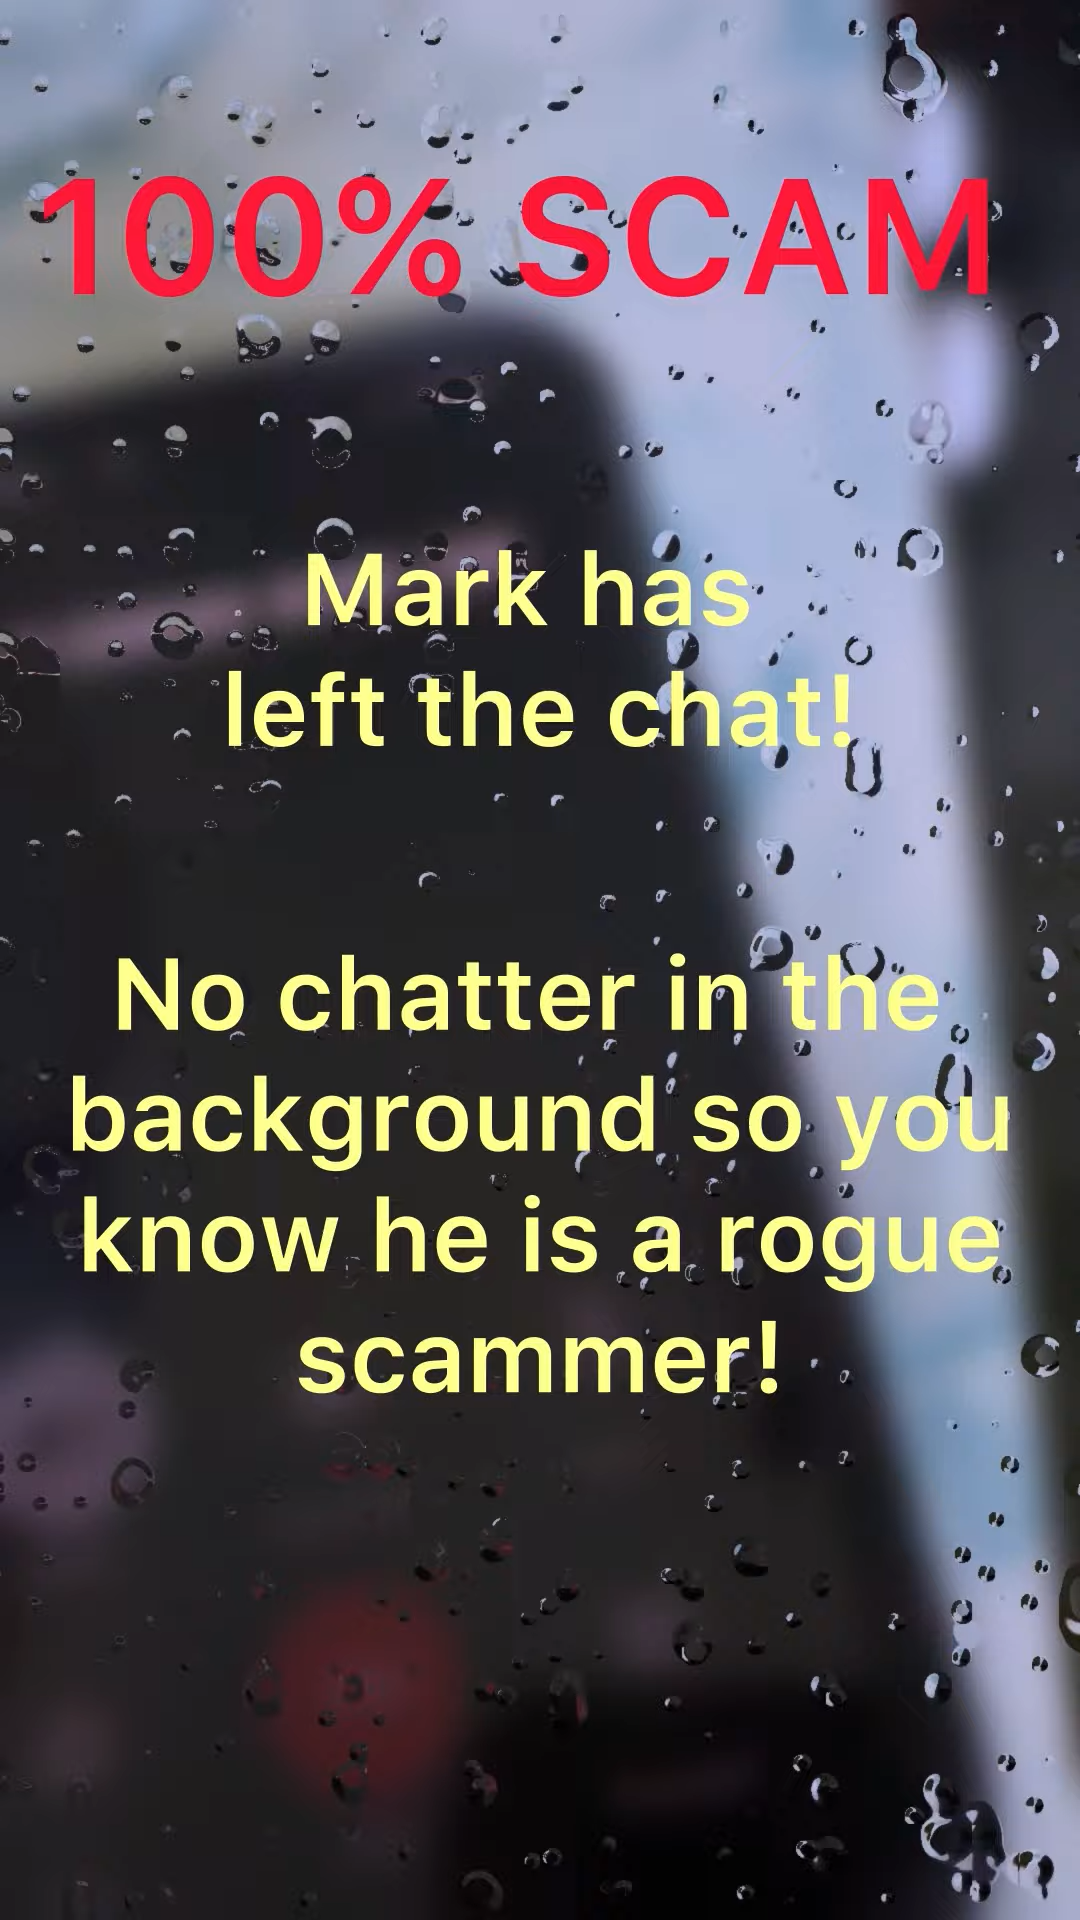 100% SCAM
Mark has
left the chat!
No chatter in the
background so you
know he is a rogue
scammer!